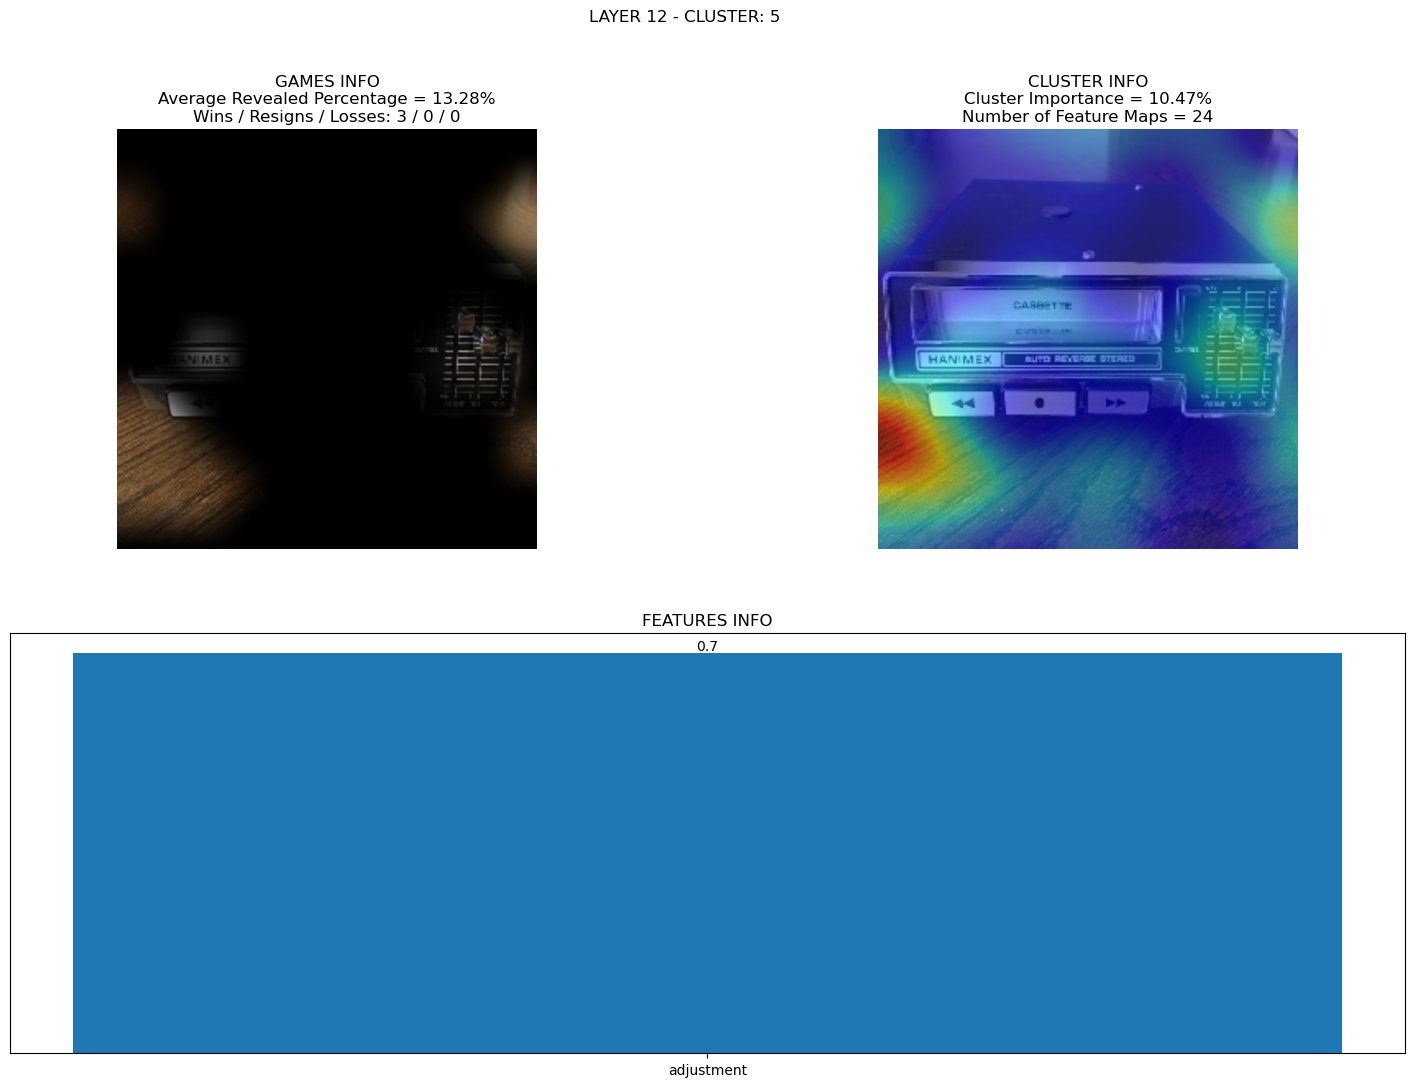 LAYER 12 - CLUSTER: 5
GAMES INFO
Average Revealed Percentage = 13.28%
Wins / Resigns / Losses: 3 / 0 / 0
CLUSTER INFO
Cluster Importance = 10.47%
Number of Feature Maps = 24
HANIMEX
CASSETTE
HANIMEX
AUTO REVERSE STEREO
FEATURES INFO
0.7
adjustment